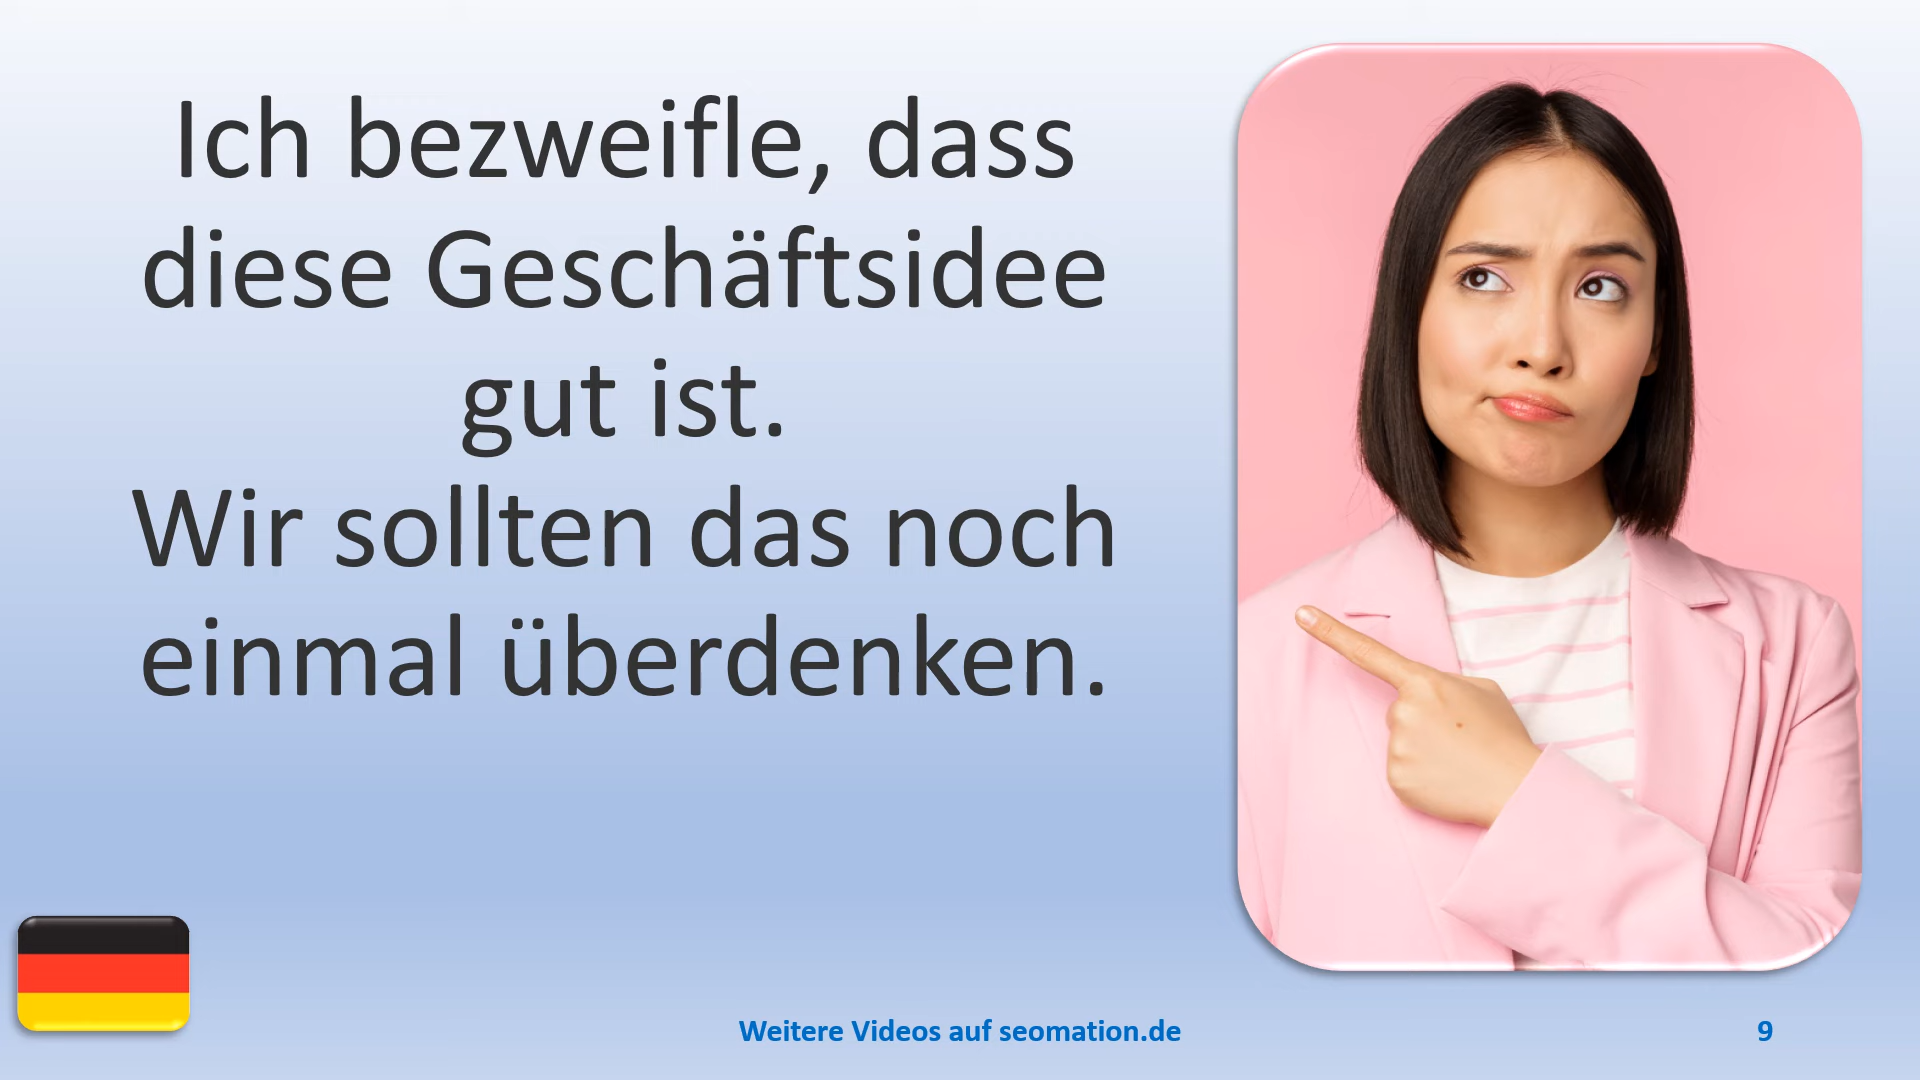 Ich bezweifle, dass
diese Geschäftsidee
gut ist.
Wir sollten das noch
einmal überdenken.
Weitere Videos auf seomation.de
9